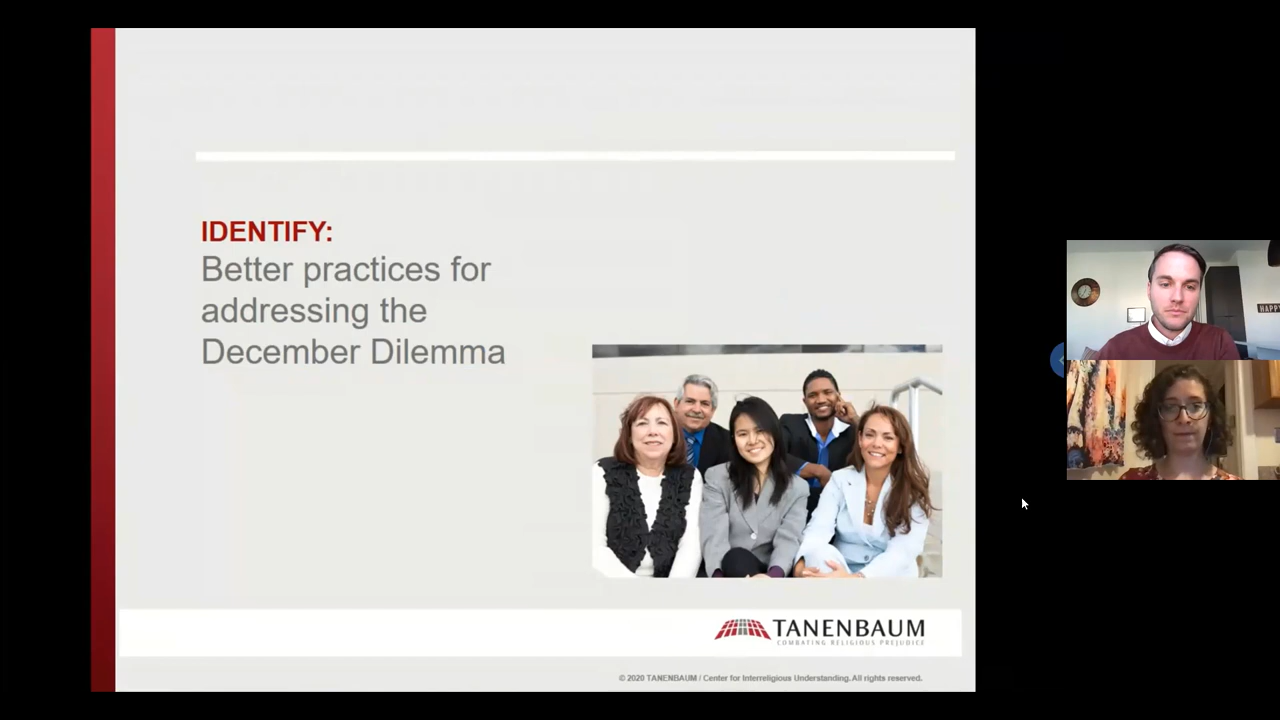 IDENTIFY:
Better practices for
addressing the
December Dilemma
HAPPY
TANENBAUM
COMBATING RELIGIOUS PREJUDICE
© 2020 TANENBAUM / Center for Interreligious Understanding. All rights reserved.